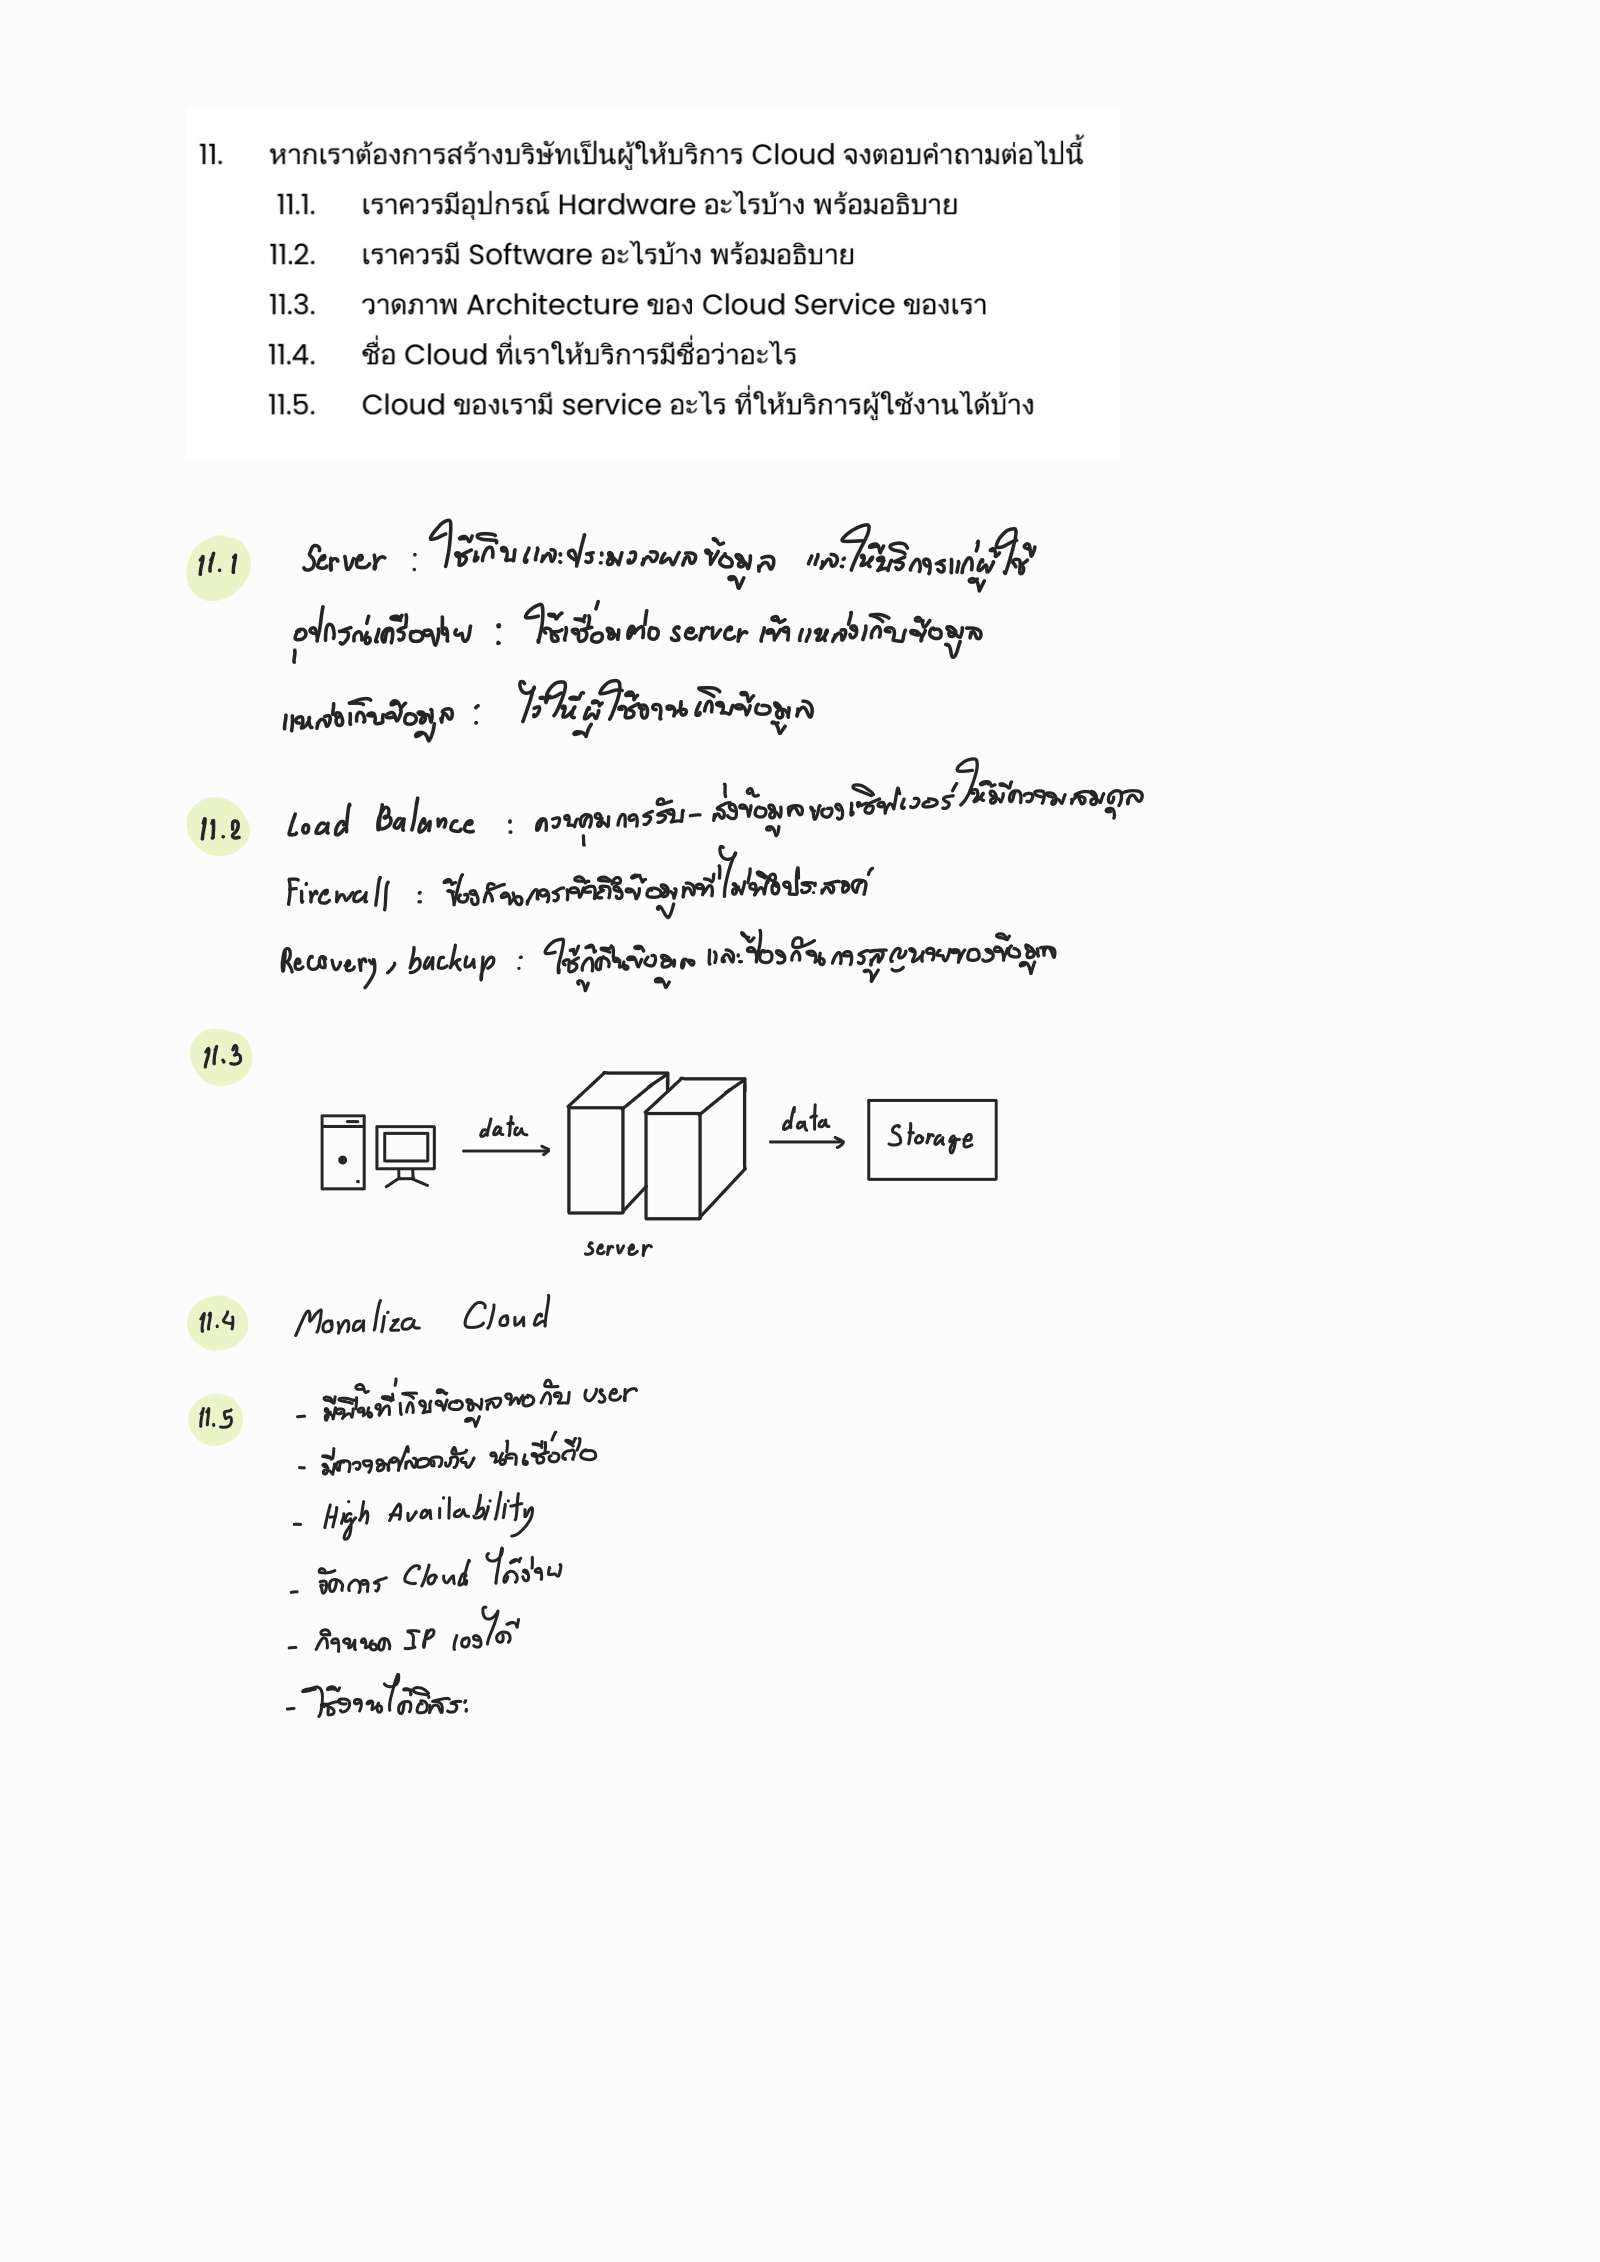 11. หากเราต้องการสร้างบริษัทเป็นผู้ให้บริการ Cloud จงตอบคำถามต่อไปนี้
11.1. เราควรมีอุปกรณ์ Hardware อะไรบ้าง พร้อมอธิบาย
11.2. เราควรมี Software อะไรบ้าง พร้อมอธิบาย
11.3. วาดภาพ Architecture ของ Cloud Service ของเรา
11.4. ชื่อ Cloud ที่เราให้บริการมีชื่อว่าอะไร
11.5. Cloud ของเรามี service อะไร ที่ให้บริการผู้ใช้งานได้บ้าง
11.1 Server : ใช้เก็บและประมวลผลข้อมูล และให้บริการแก่ผู้ใช้
อุปกรณ์เครือข่าย : ใช้เชื่อมต่อ server เข้าแหล่งเก็บข้อมูล
แหล่งเก็บข้อมูล : ไว้ให้ผู้ใช้งานเก็บข้อมูล
11.2 Load Balance : ควบคุมการรับ - ส่งข้อมูลของเซิฟเวอร์ให้มีความสมดุล
Firewall : ป้องกันการเข้าถึงข้อมูลที่ไม่พึงประสงค์
Recovery, backup : ใช้กู้คืนข้อมูล และป้องกันการสูญหายของข้อมูล
11.3
data
data
Storage
server
11.4 Monaliza Cloud
11.5 - มีพื้นที่เก็บข้อมูลพอกับ user
- มีความปลอดภัย น่าเชื่อถือ
- High Availability
- จัดการ Cloud ได้ง่าย
- กำหนด IP เองได้
- ใช้งานได้อิสระ